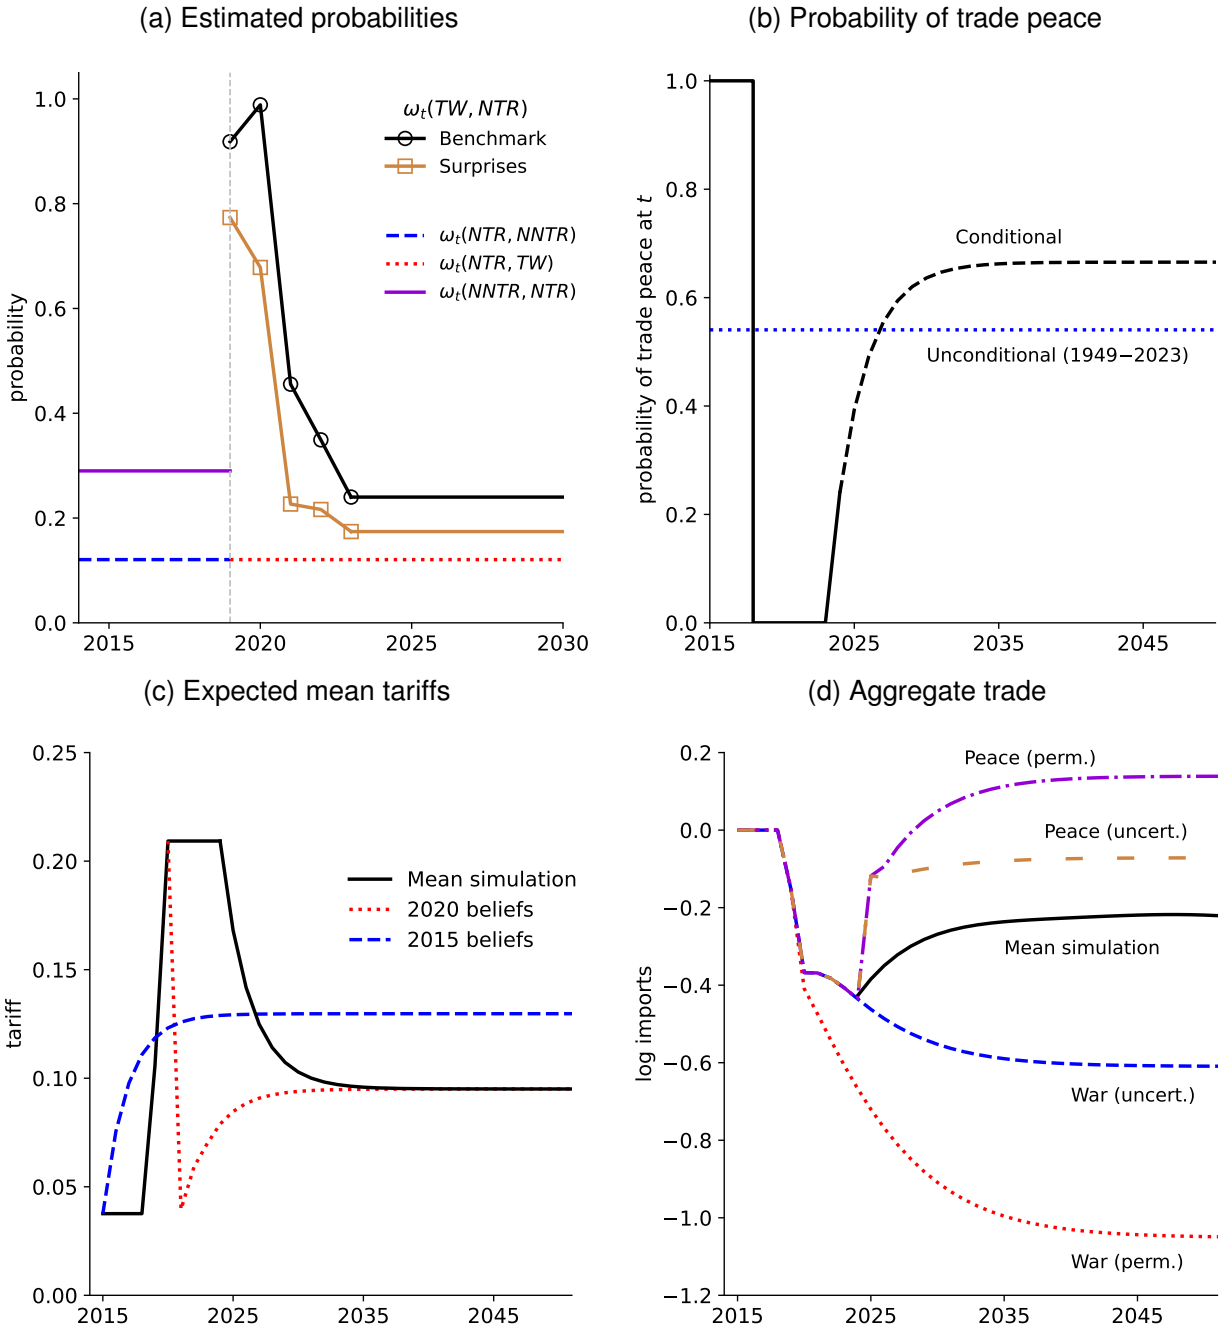 (a) Estimated probabilities
1.0
0.8
0.6
0.4
0.2
0.0
probability
2015
2020
2025
2030
ωt(TW, NTR)
Benchmark
Surprises
ωt(NTR, NNTR)
ωt(NTR, TW)
ωt(NNTR, NTR)
(b) Probability of trade peace
1.0
0.8
0.6
0.4
0.2
0.0
probability of trade peace at t
2015
2025
2035
2045
Conditional
Unconditional (1949−2023)
(c) Expected mean tariffs
0.25
0.20
0.15
0.10
0.05
0.00
tariff
2015
2025
2035
2045
Mean simulation
2020 beliefs
2015 beliefs
(d) Aggregate trade
0.2
0.0
−0.2
−0.4
−0.6
−0.8
−1.0
−1.2
log imports
2015
2025
2035
2045
Peace (perm.)
Peace (uncert.)
Mean simulation
War (uncert.)
War (perm.)